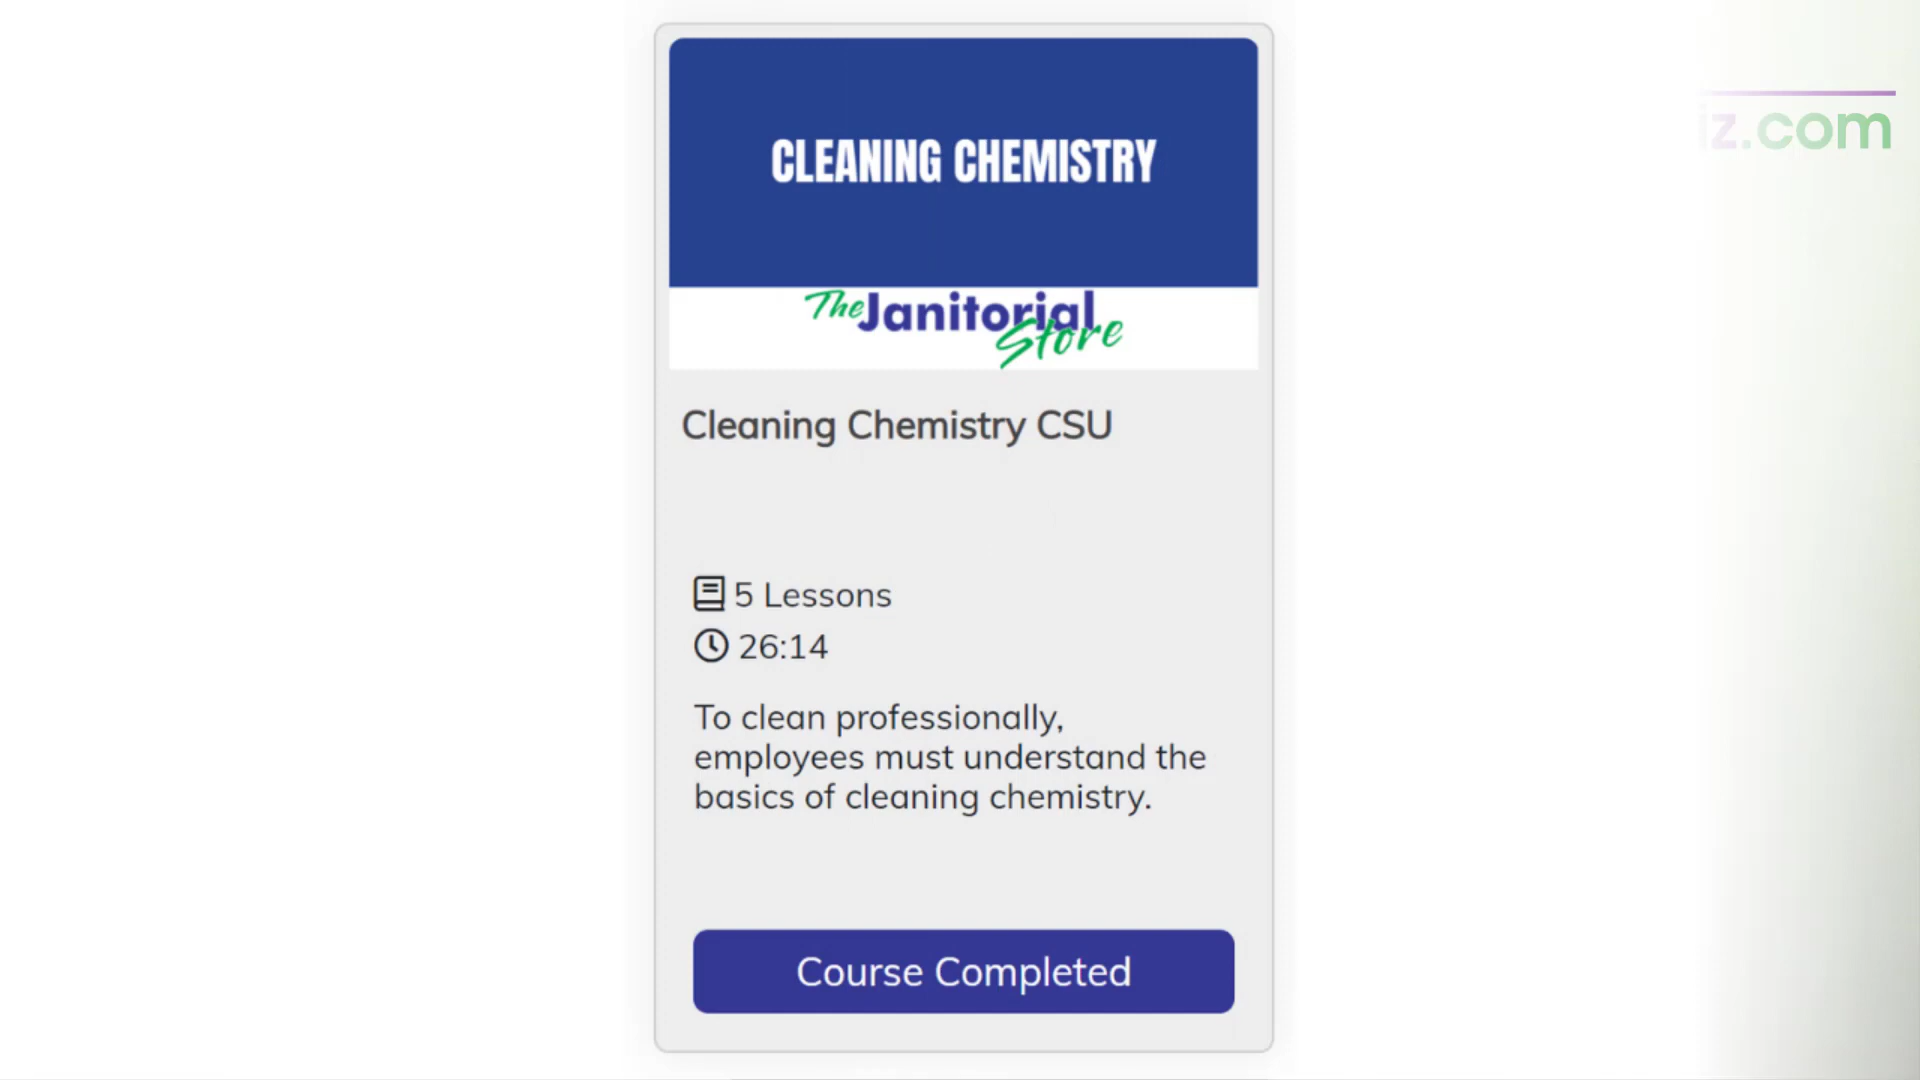 CLEANING CHEMISTRY
The Janitorial Store
Cleaning Chemistry CSU
5 Lessons
26:14
To clean professionally,
employees must understand the
basics of cleaning chemistry.
Course Completed
iz.com